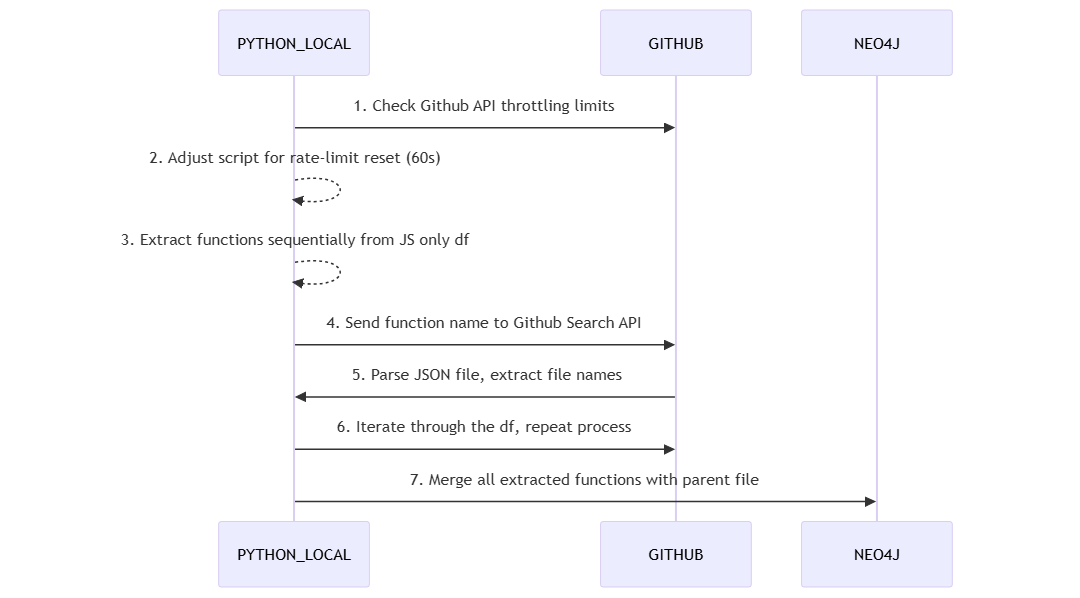 PYTHON_LOCAL
GITHUB
NEO4J
1. Check Github API throttling limits
2. Adjust script for rate-limit reset (60s)
3. Extract functions sequentially from JS only df
4. Send function name to Github Search API
5. Parse JSON file, extract file names
6. Iterate through the df, repeat process
7. Merge all extracted functions with parent file
PYTHON_LOCAL
GITHUB
NEO4J